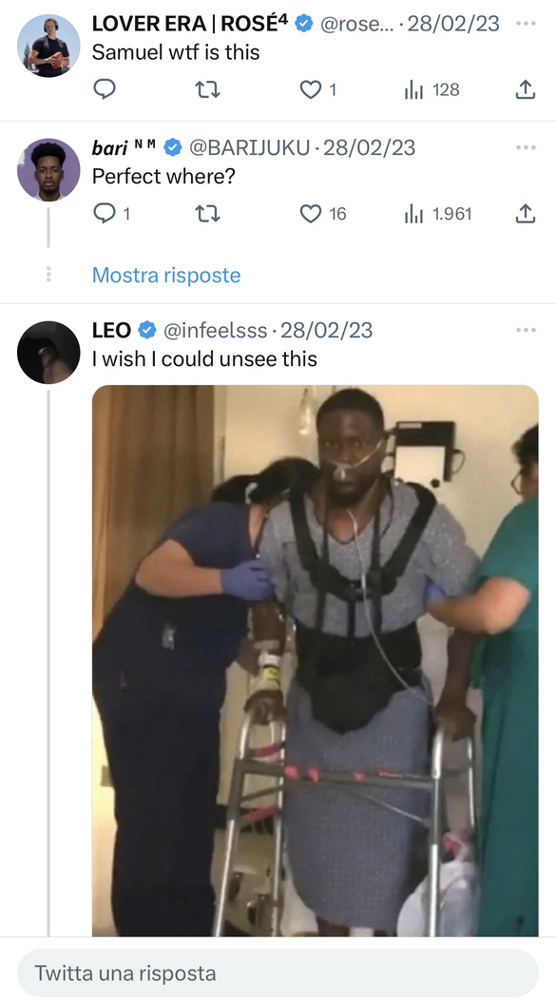 LOVER ERA | ROSÉ⁴ @rose... · 28/02/23
Samuel wtf is this
1 128
bari ᴺ ᴹ @BARIJUKU · 28/02/23
Perfect where?
1 16 1.961
Mostra risposte
LEO @infeelsss · 28/02/23
I wish I could unsee this
Twitta una risposta